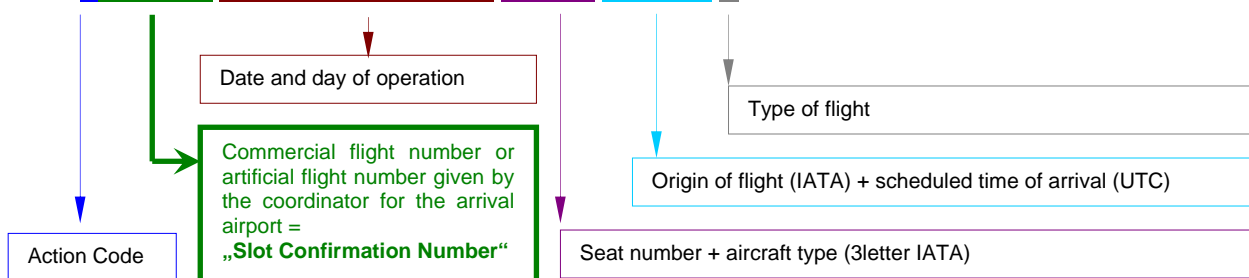 Date and day of operation
Type of flight
Commercial flight number or
artificial flight number given by
the coordinator for the arrival
airport =
„Slot Confirmation Number“
Origin of flight (IATA) + scheduled time of arrival (UTC)
Action Code
Seat number + aircraft type (3letter IATA)